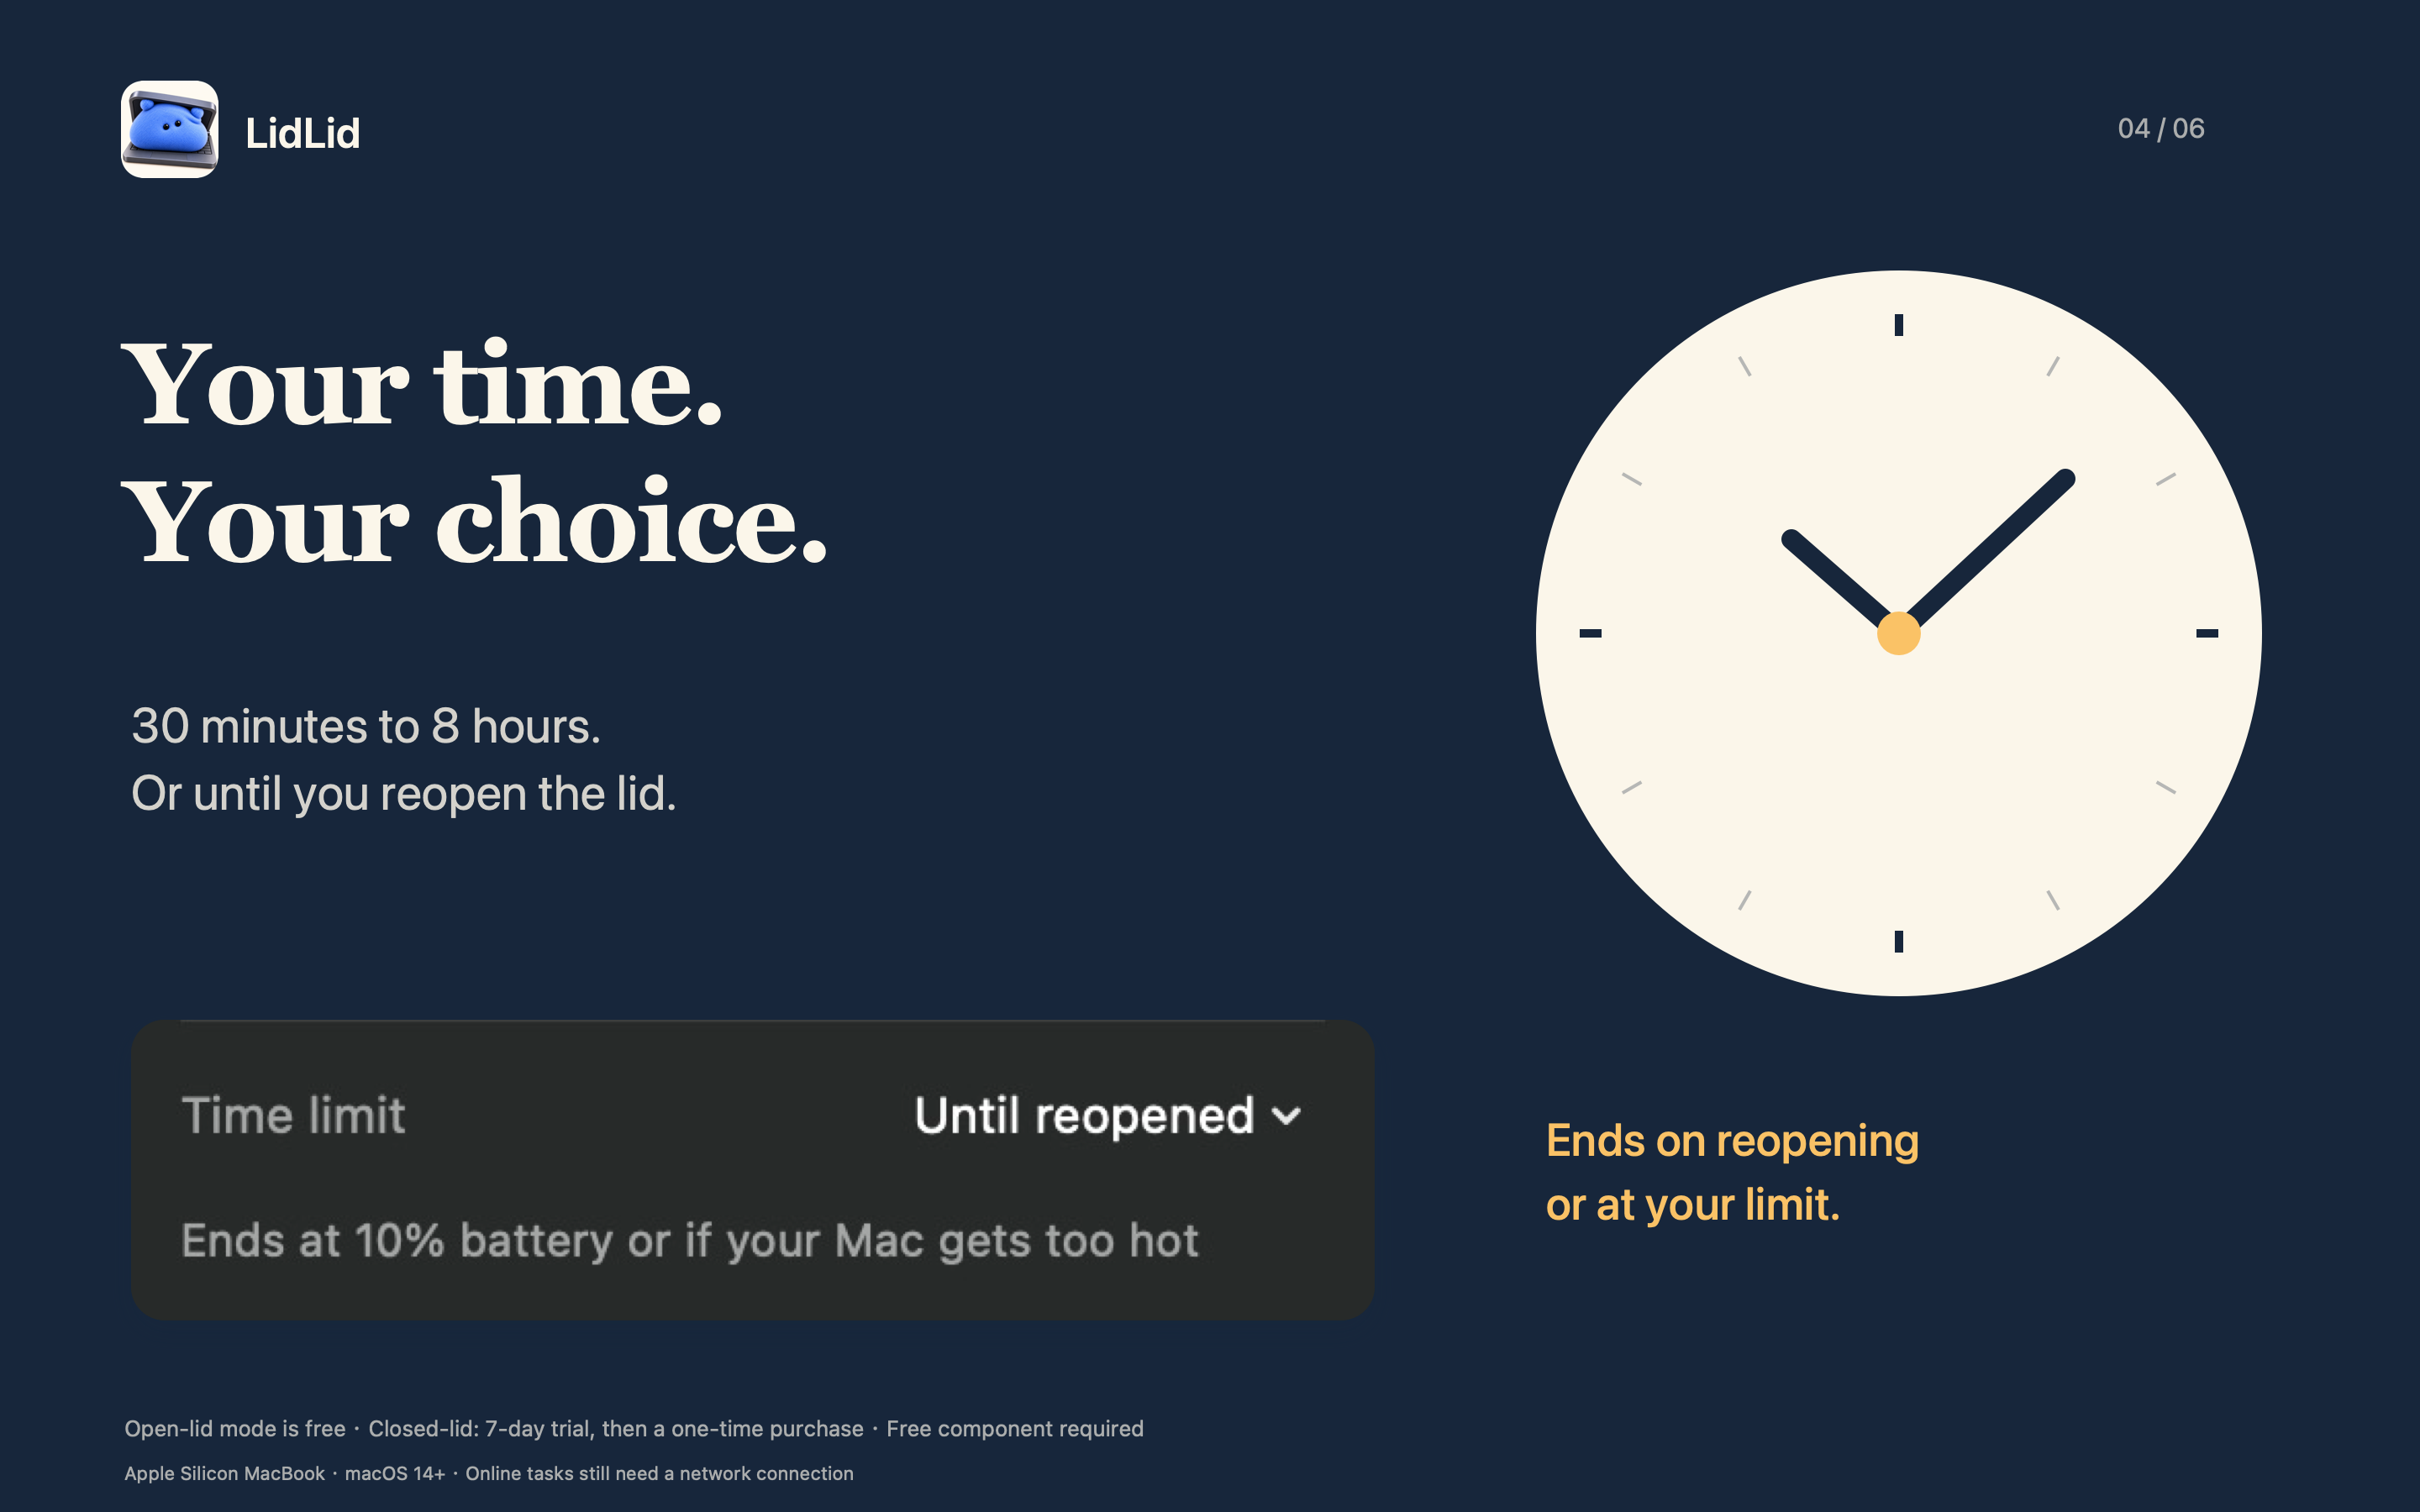 LidLid
04 / 06
Your time.
Your choice.
30 minutes to 8 hours.
Or until you reopen the lid.
Time limit
Until reopened
Ends at 10% battery or if your Mac gets too hot
Ends on reopening
or at your limit.
Open-lid mode is free · Closed-lid: 7-day trial, then a one-time purchase · Free component required
Apple Silicon MacBook · macOS 14+ · Online tasks still need a network connection